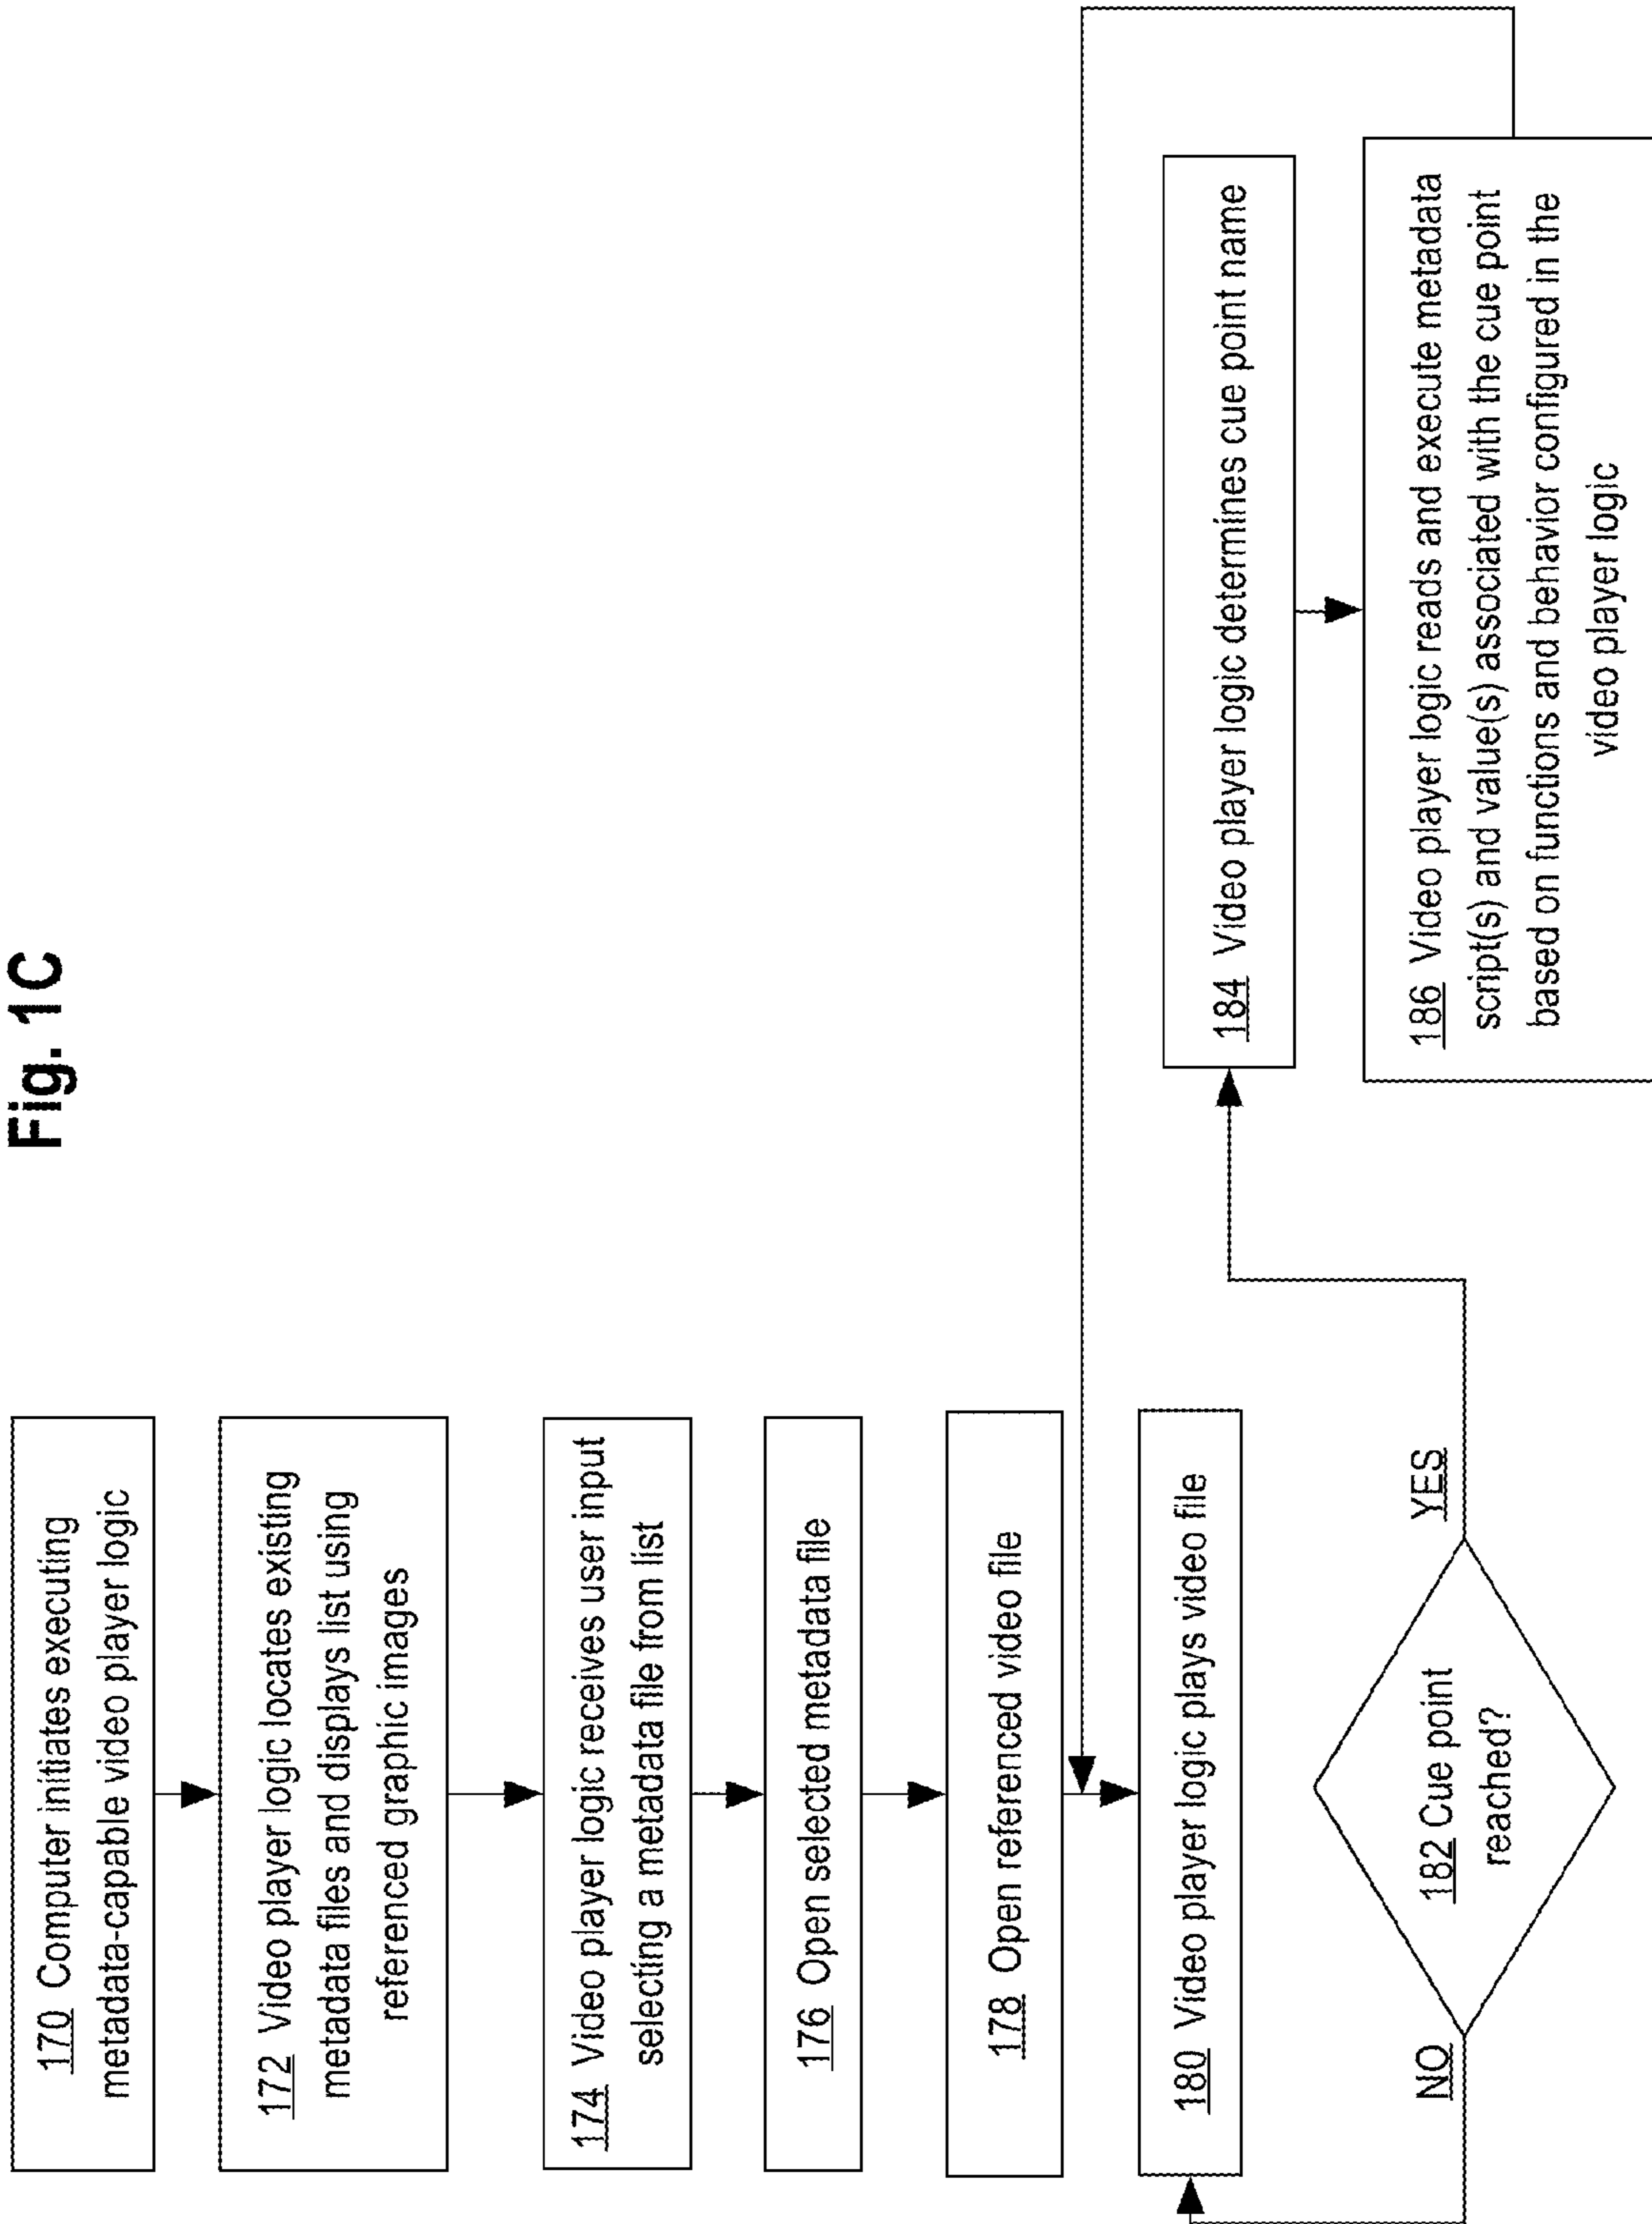 Fig. 1C
170 Computer initiates executing
metadata-capable video player logic
172 Video player logic locates existing
metadata files and displays list using
referenced graphic images
174 Video player logic receives user input
selecting a metadata file from list
176 Open selected metadata file
178 Open referenced video file
180 Video player logic plays video file
182 Cue point
reached?
NO
YES
184 Video player logic determines cue point name
186 Video player logic reads and execute metadata
script(s) and value(s) associated with the cue point
based on functions and behavior configured in the
video player logic